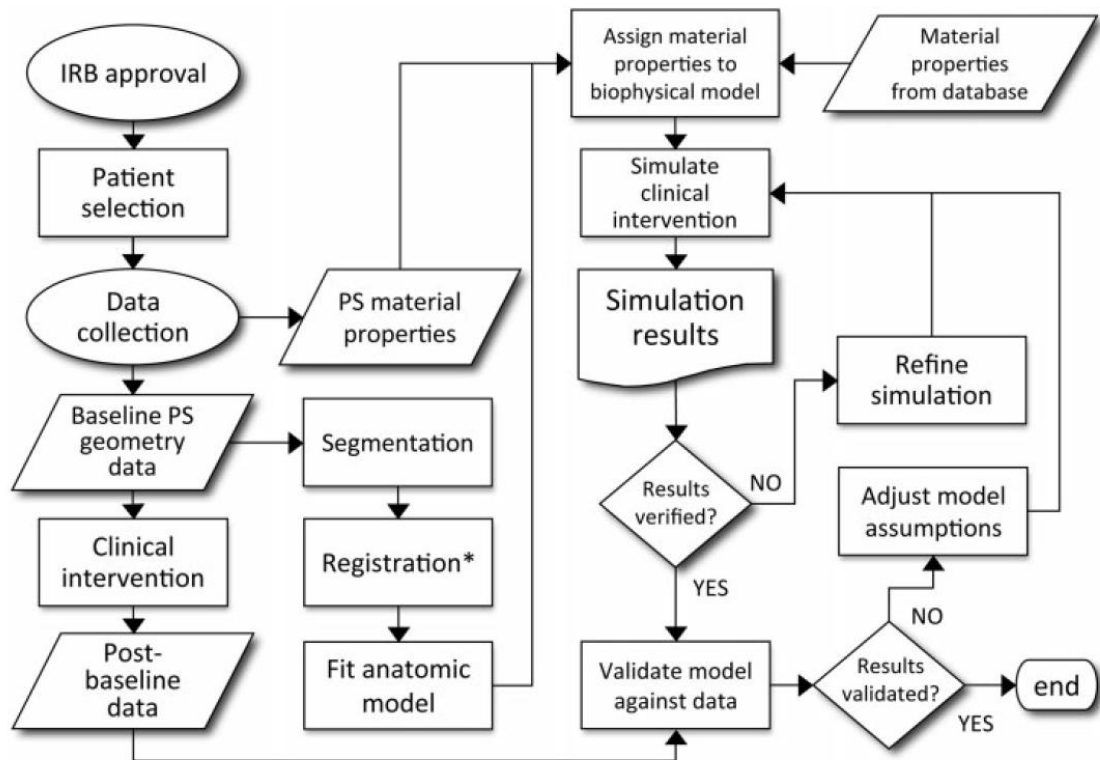 IRB approval
Patient
selection
Data
collection
Baseline PS
geometry
data
Clinical
intervention
Post-
baseline
data
PS material
properties
Segmentation
Registration*
Fit anatomic
model
Assign material
properties to
biophysical model
Material
properties
from database
Simulate
clinical
intervention
Simulation
results
Results
verified?
NO
YES
Refine
simulation
Adjust model
assumptions
Validate model
against data
Results
validated?
NO
YES
end